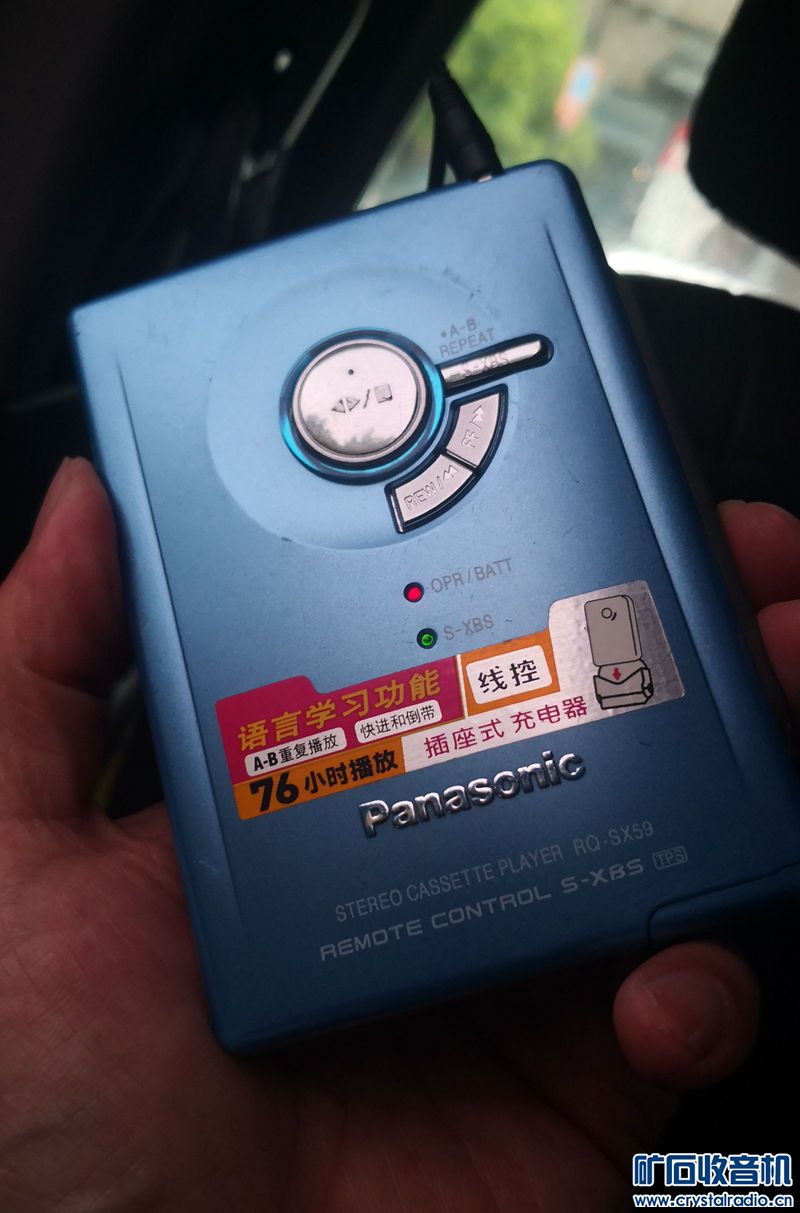 •A-B
REPEAT
–S-XBS
FF/
REW/
OPR/BATT
S-XBS
语言学习功能
线控
A-B重复播放
快进和倒带
插座式 充电器
76小时播放
Panasonic
STEREO CASSETTE PLAYER RQ-SX59
REMOTE CONTROL S-XBS TPS
矿石收音机
www.crystalradio.cn